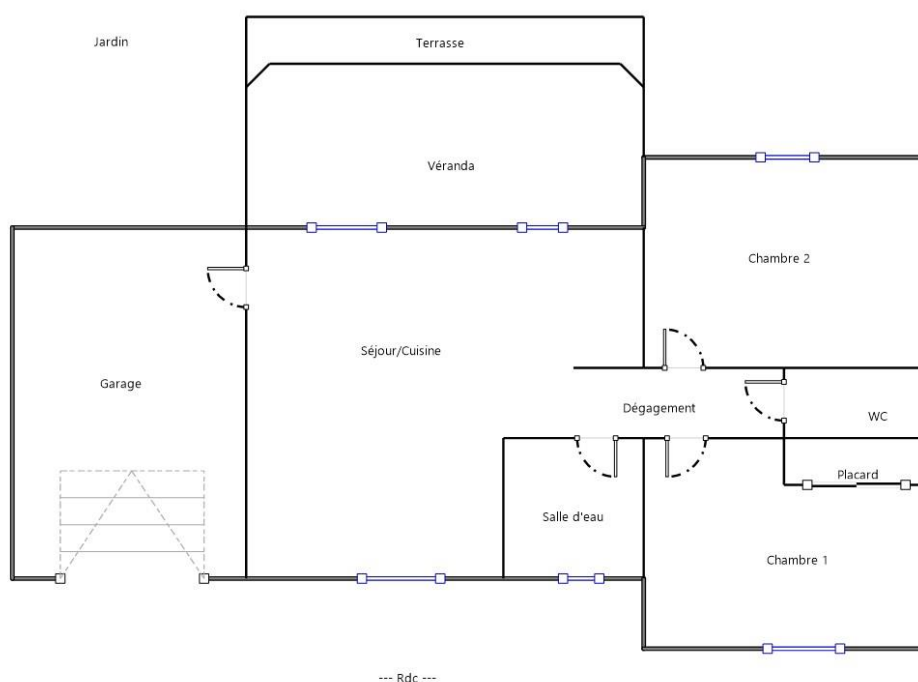 Jardin
Terrasse
Véranda
Chambre 2
Séjour/Cuisine
Garage
Dégagement
WC
Placard
Salle d'eau
Chambre 1
--- Rdc ---